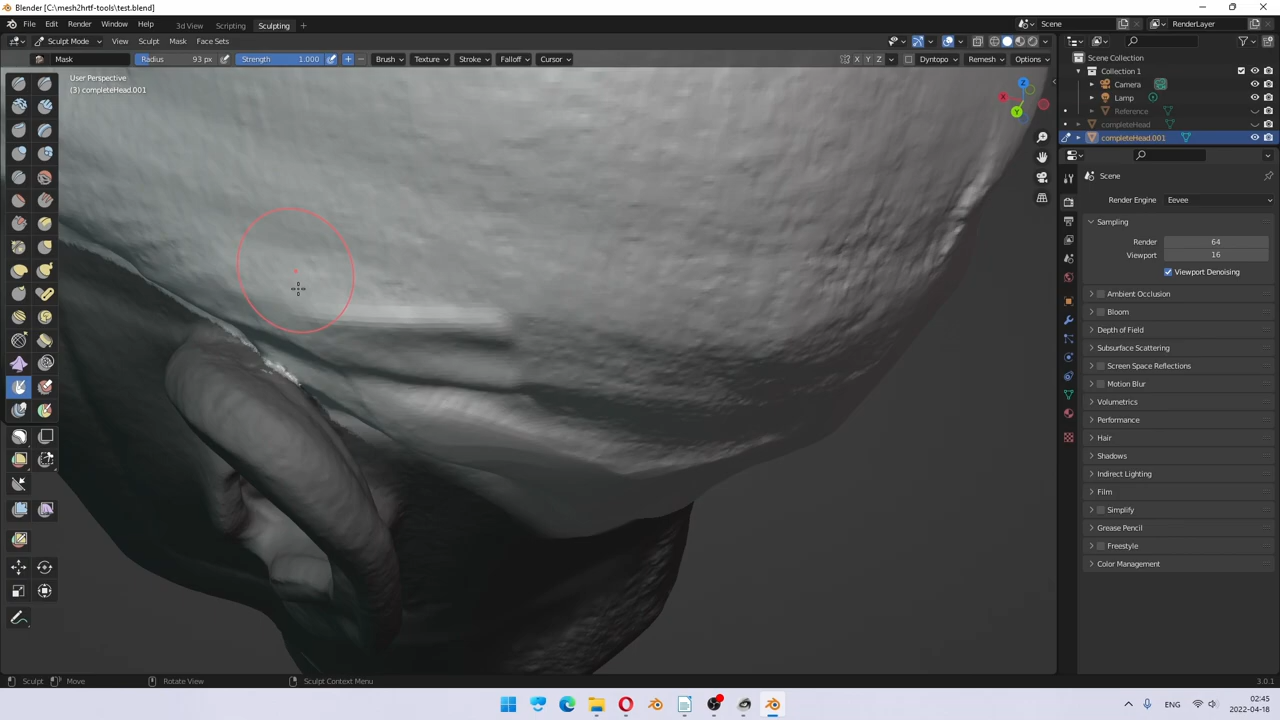 Blender [C:\mesh2hrtf-tools\test.blend]
File Edit Render Window Help 3d View Scripting Sculpting + Scene RenderLayer
Sculpt Mode View Sculpt Mask Face Sets
Mask Radius 93 px Strength 1.000 Brush Texture Stroke Falloff Cursor X Y Z Dyntopo Remesh Options
User Perspective
(3) completeHead.001
Z
X
Y
Scene Collection
Collection 1
Camera
Lamp
Reference
completeHead
completeHead.001
Scene
Render Engine Eevee
Sampling
Render 64
Viewport 16
Viewport Denoising
Ambient Occlusion
Bloom
Depth of Field
Subsurface Scattering
Screen Space Reflections
Motion Blur
Volumetrics
Performance
Hair
Shadows
Indirect Lighting
Film
Simplify
Grease Pencil
Freestyle
Color Management
Sculpt Move Rotate View Sculpt Context Menu 3.0.1
ENG 02:45
2022-04-18